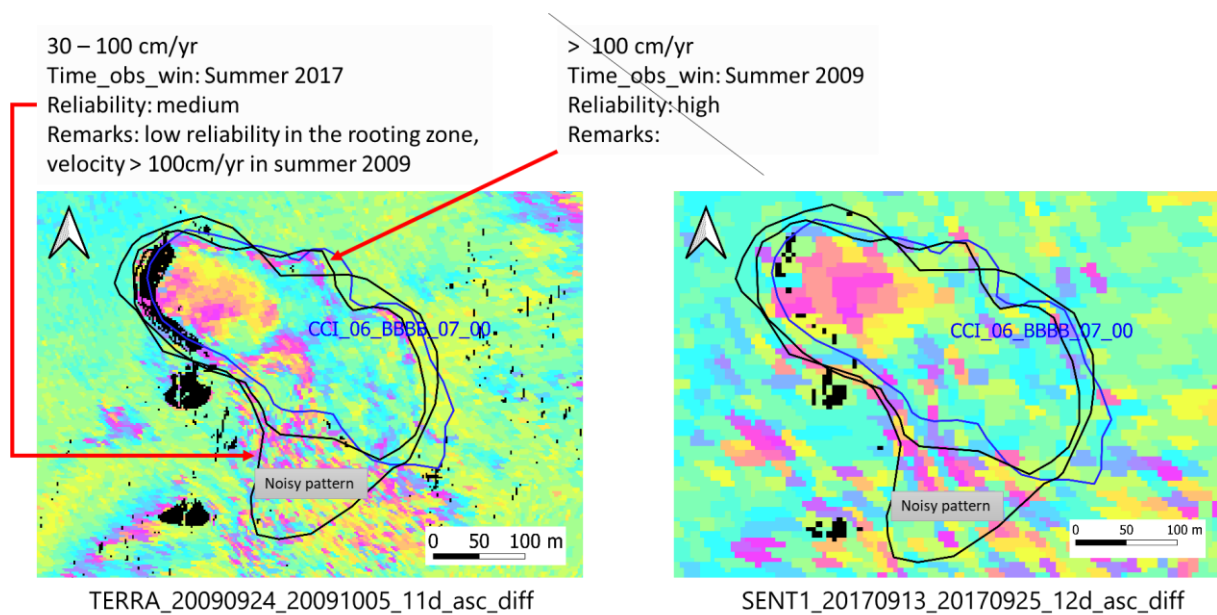 30 – 100 cm/yr
Time_obs_win: Summer 2017
Reliability: medium
Remarks: low reliability in the rooting zone,
velocity > 100cm/yr in summer 2009
> 100 cm/yr
Time_obs_win: Summer 2009
Reliability: high
Remarks:
CCI_06_BBBB_07_00
Noisy pattern
0 50 100 m
TERRA_20090924_20091005_11d_asc_diff
CCI_06_BBBB_07_00
Noisy pattern
0 50 100 m
SENT1_20170913_20170925_12d_asc_diff